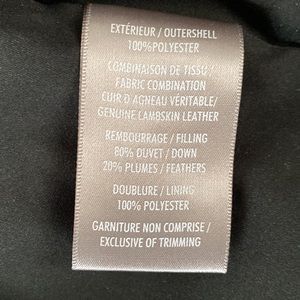 EXTÉRIEUR / OUTERSHELL
100%POLYESTER
COMBINAISON DE TISSU /
FABRIC COMBINATION
CUIR D'AGNEAU VÉRITABLE/
GENUINE LAMBSKIN LEATHER
REMBOURRAGE / FILLING
80% DUVET / DOWN
20% PLUMES / FEATHERS
DOUBLURE / LINING
100% POLYESTER
GARNITURE NON COMPRISE /
EXCLUSIVE OF TRIMMING